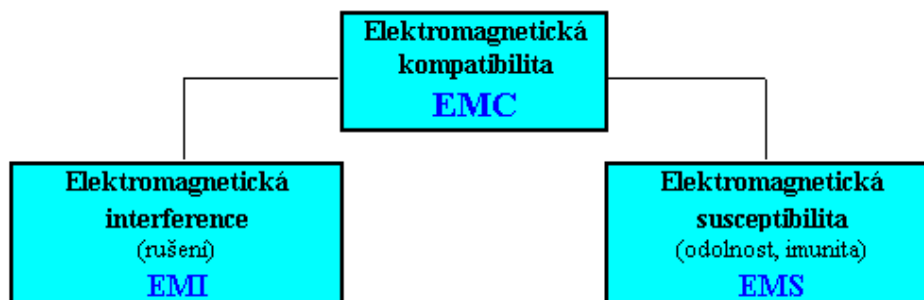 Elektromagnetická
kompatibilita
EMC
Elektromagnetická
interference
(rušení)
EMI
Elektromagnetická
susceptibilita
(odolnost, imunita)
EMS